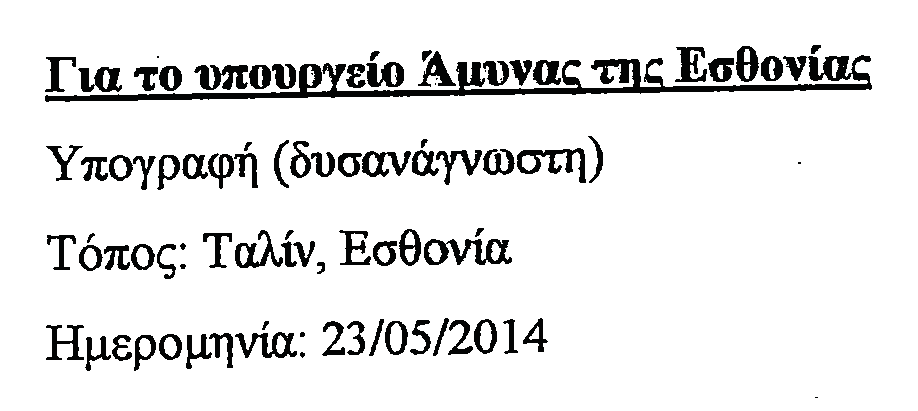 Για το υπουργείο Άμυνας της Εσθονίας
Υπογραφή (δυσανάγνωστη)
Τόπος: Ταλίν, Εσθονία
Ημερομηνία: 23/05/2014